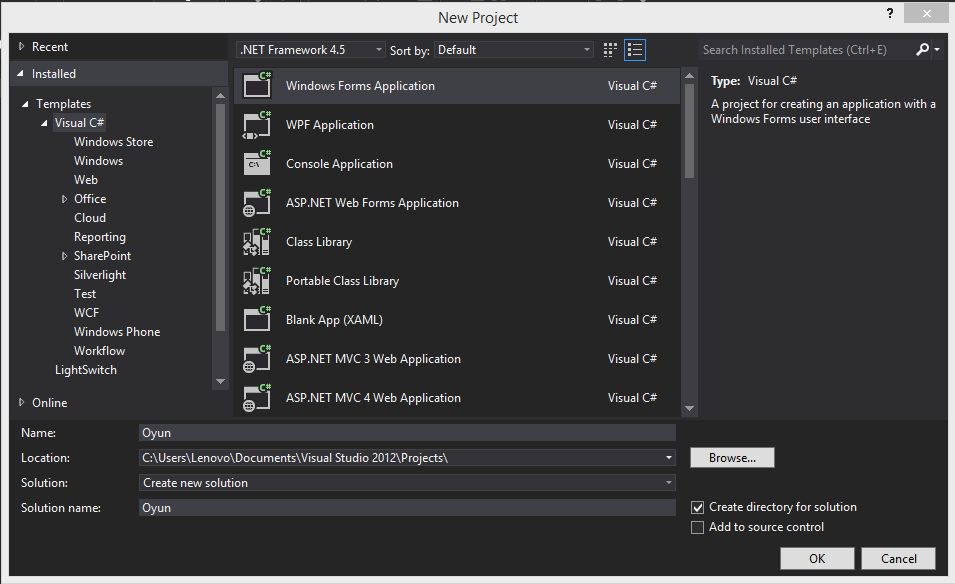 New Project
?
Recent
Installed
Templates
Visual C#
Windows Store
Windows
Web
Office
Cloud
Reporting
SharePoint
Silverlight
Test
WCF
Windows Phone
Workflow
LightSwitch
Online
.NET Framework 4.5
Sort by: Default
Search Installed Templates (Ctrl+E)
C# Windows Forms Application Visual C#
C# WPF Application Visual C#
C# C:\ Console Application Visual C#
C# ASP.NET Web Forms Application Visual C#
C# Class Library Visual C#
C# Portable Class Library Visual C#
C# Blank App (XAML) Visual C#
C# ASP.NET MVC 3 Web Application Visual C#
C# ASP.NET MVC 4 Web Application Visual C#
Type: Visual C#
A project for creating an application with a
Windows Forms user interface
Name: Oyun
Location: C:\Users\Lenovo\Documents\Visual Studio 2012\Projects\
Browse...
Solution: Create new solution
Solution name: Oyun
Create directory for solution
Add to source control
OK
Cancel